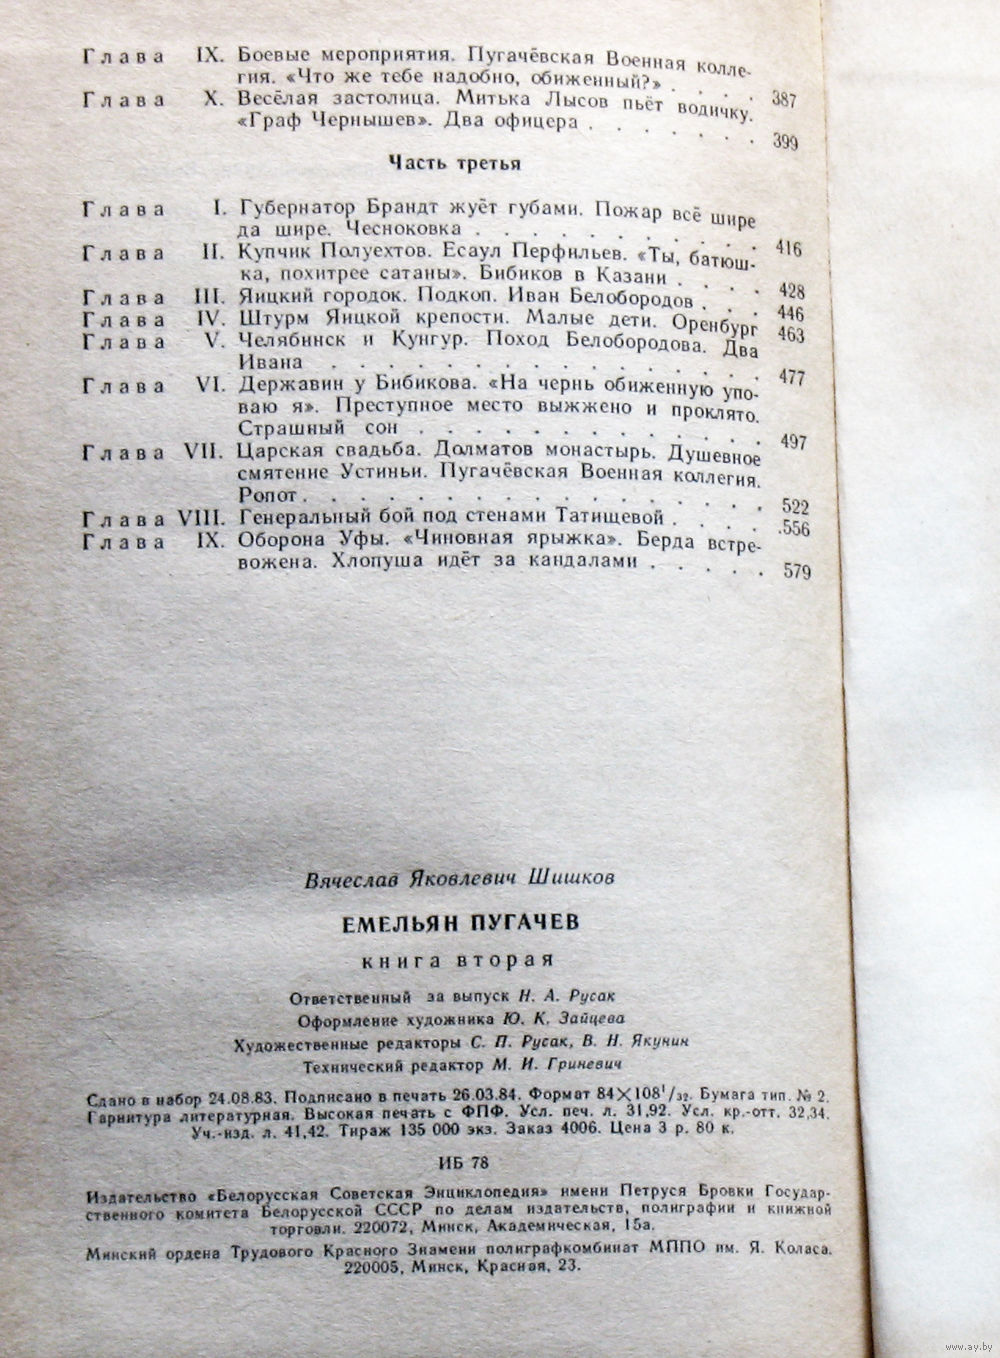 Глава IX. Боевые мероприятия. Пугачёвская Военная колле-
гия. «Что же тебе надобно, обиженный?» . . . . 387
Глава X. Весёлая застолица. Митька Лысов пьёт водичку.
«Граф Чернышев». Два офицера . . . . . . . 399
Часть третья
Глава I. Губернатор Брандт жуёт губами. Пожар всё шире
да шире. Чесноковка . . . . . . . . . . . . 416
Глава II. Купчик Полуехтов. Есаул Перфильев. «Ты, батюш-
ка, похитрее сатаны». Бибиков в Казани . . . . 428
Глава III. Яицкий городок. Подкоп. Иван Белобородов . . . 446
Глава IV. Штурм Яицкой крепости. Малые дети. Оренбург 463
Глава V. Челябинск и Кунгур. Поход Белобородова. Два
Ивана . . . . . . . . . . . . . . . . 477
Глава VI. Державин у Бибикова. «На чернь обиженную упо-
ваю я». Преступное место выжжено и проклято.
Страшный сон . . . . . . . . . . . . . 497
Глава VII. Царская свадьба. Долматов монастырь. Душевное
смятение Устиньи. Пугачёвская Военная коллегия.
Ропот . . . . . . . . . . . . . . . . . 522
Глава VIII. Генеральный бой под стенами Татищевой . . . . .556
Глава IX. Оборона Уфы. «Чиновная ярыжка». Берда встре-
вожена. Хлопуша идёт за кандалами . . . . . 579
Вячеслав Яковлевич Шишков
ЕМЕЛЬЯН ПУГАЧЕВ
книга вторая
Ответственный за выпуск Н. А. Русак
Оформление художника Ю. К. Зайцева
Художественные редакторы С. П. Русак, В. Н. Якунин
Технический редактор М. И. Гриневич
Сдано в набор 24.08.83. Подписано в печать 26.03.84. Формат 84×108¹/₃₂. Бумага тип. № 2.
Гарнитура литературная. Высокая печать с ФПФ. Усл. печ. л. 31,92. Усл. кр.-отт. 32,34.
Уч.-изд. л. 41,42. Тираж 135 000 экз. Заказ 4006. Цена 3 р. 80 к.
ИБ 78
Издательство «Белорусская Советская Энциклопедия» имени Петруся Бровки Государ-
ственного комитета Белорусской СССР по делам издательств, полиграфии и книжной
торговли. 220072, Минск, Академическая, 15а.
Минский ордена Трудового Красного Знамени полиграфкомбинат МППО им. Я. Коласа.
220005, Минск, Красная, 23.
www.ay.by